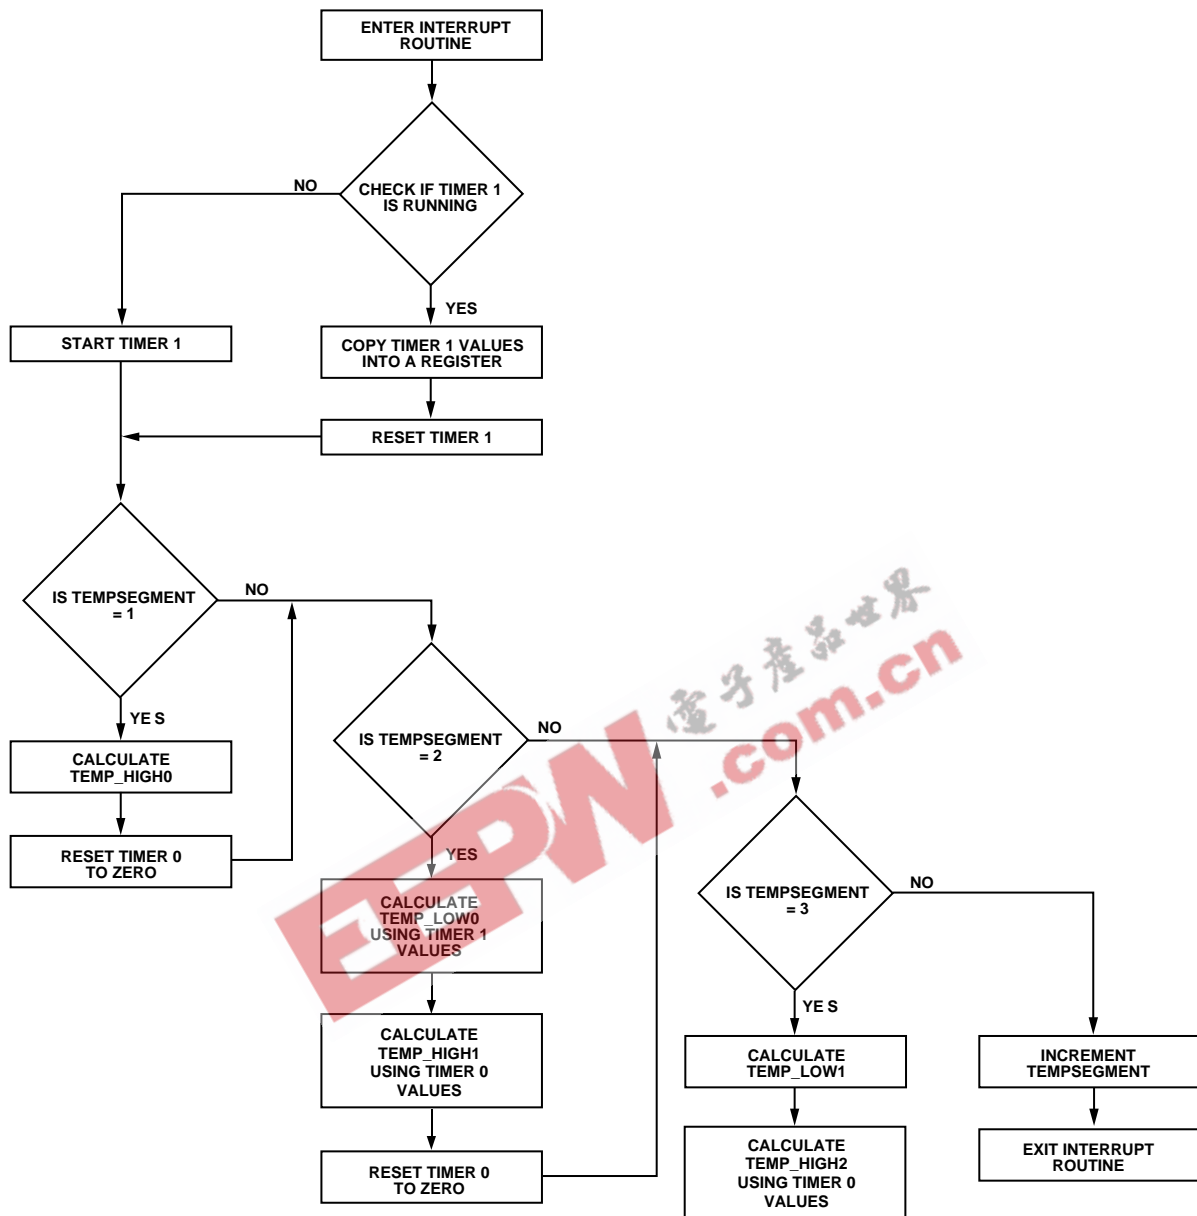 ENTER INTERRUPT
ROUTINE
NO
CHECK IF TIMER 1
IS RUNNING
YES
START TIMER 1
COPY TIMER 1 VALUES
INTO A REGISTER
RESET TIMER 1
IS TEMPSEGMENT
= 1
NO
YE S
CALCULATE
TEMP_HIGH0
RESET TIMER 0
TO ZERO
IS TEMPSEGMENT
= 2
NO
YES
CALCULATE
TEMP_LOW0
USING TIMER 1
VALUES
CALCULATE
TEMP_HIGH1
USING TIMER 0
VALUES
RESET TIMER 0
TO ZERO
IS TEMPSEGMENT
= 3
NO
YE S
CALCULATE
TEMP_LOW1
CALCULATE
TEMP_HIGH2
USING TIMER 0
VALUES
INCREMENT
TEMPSEGMENT
EXIT INTERRUPT
ROUTINE
EEPW
電子產品世界
.com.cn